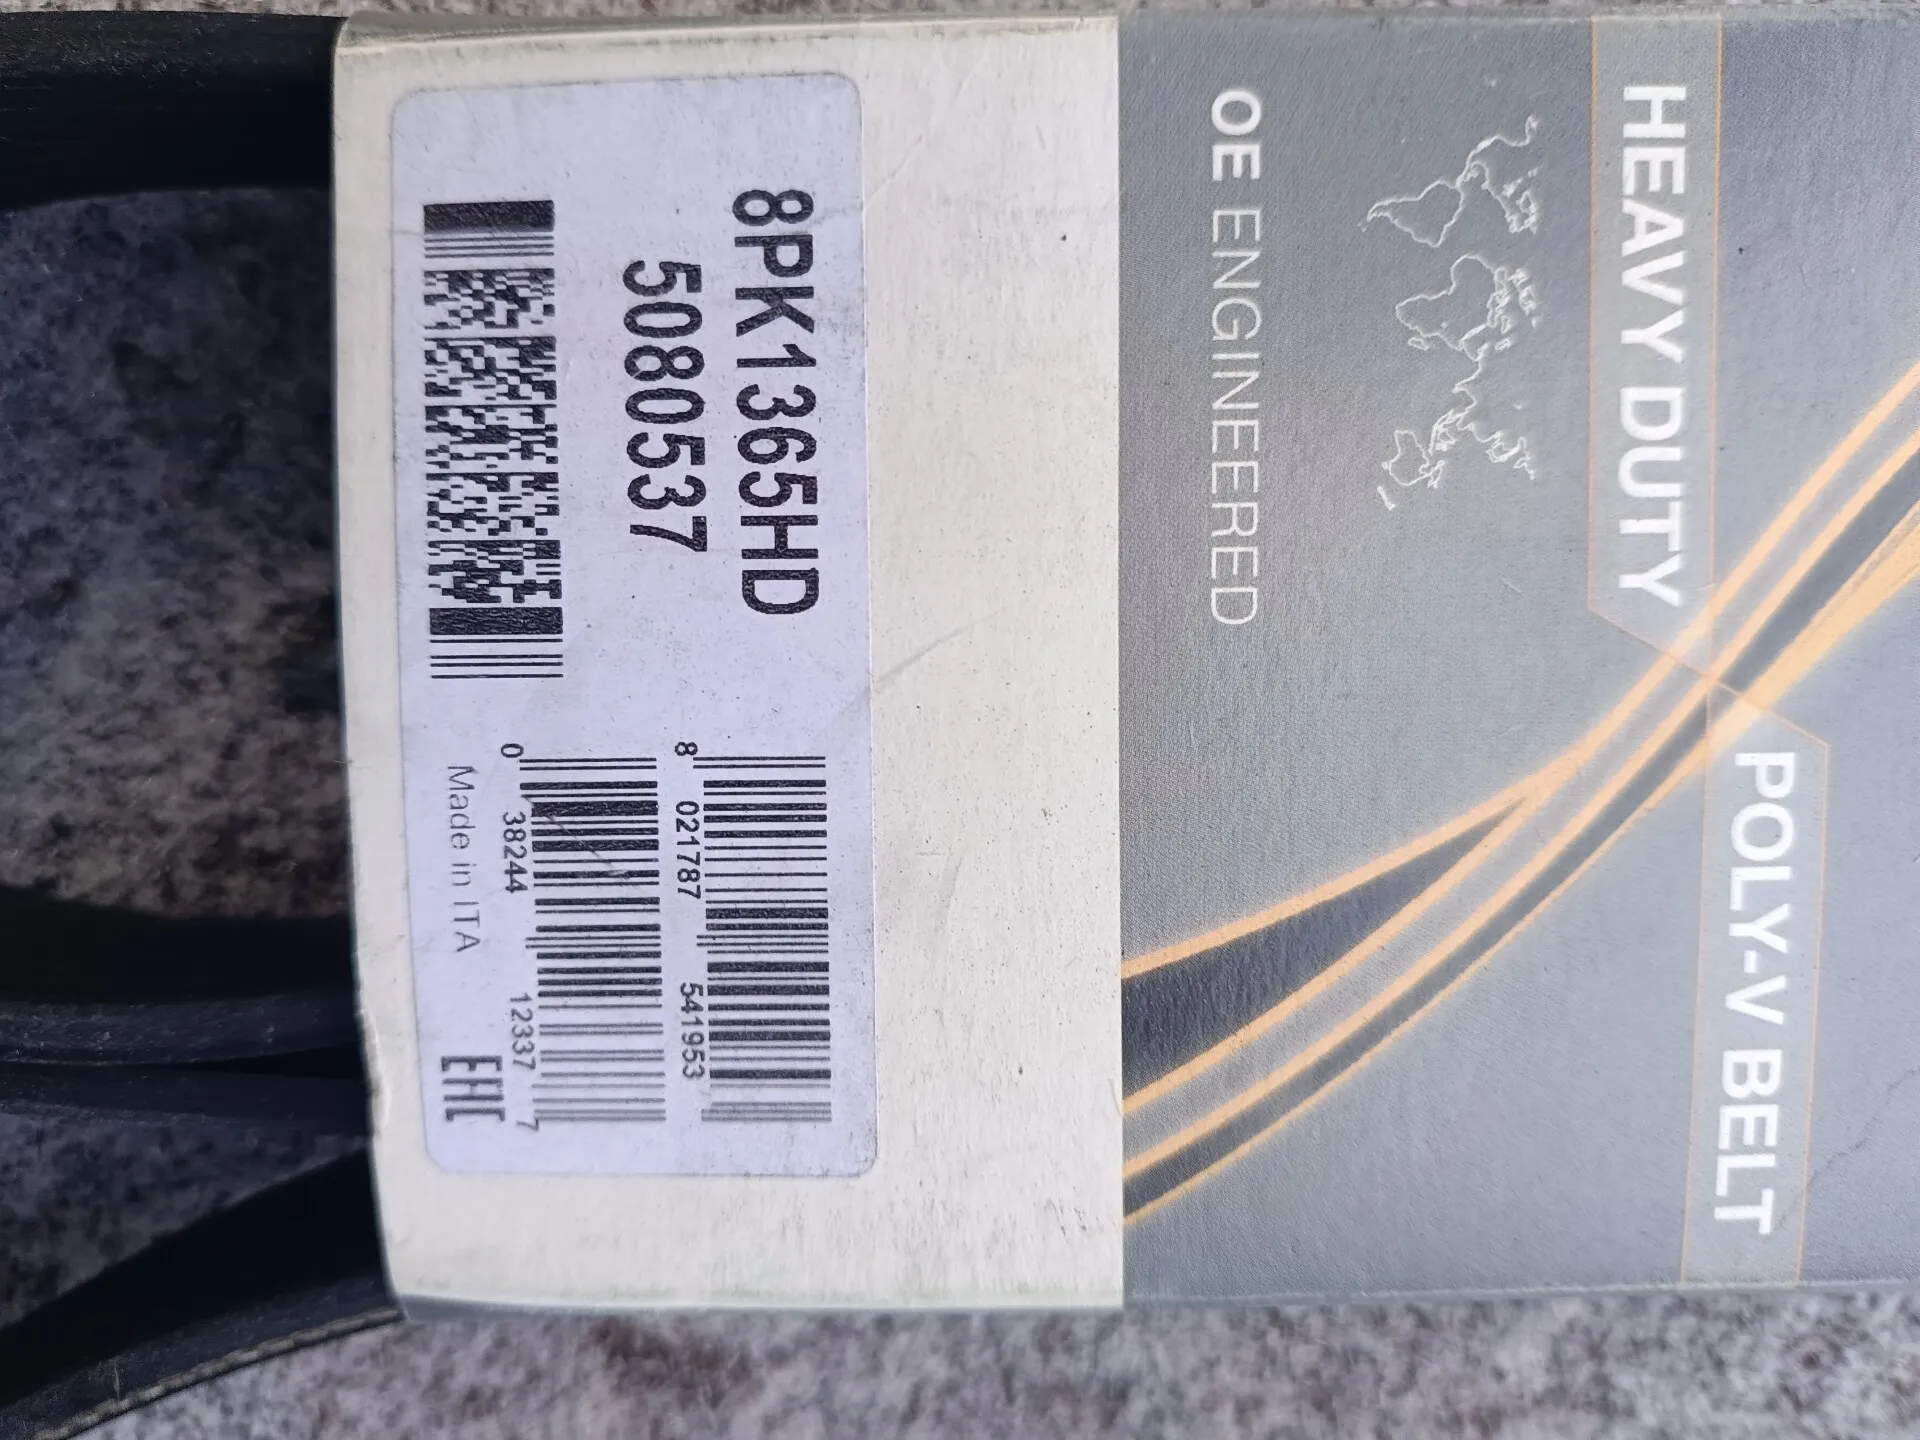 HEAVY DUTY
POLY-V BELT
OE ENGINEERED
8PK1365HD
5080537
8 021787 541953
0 38244 12337 7
Made in ITA
EAC